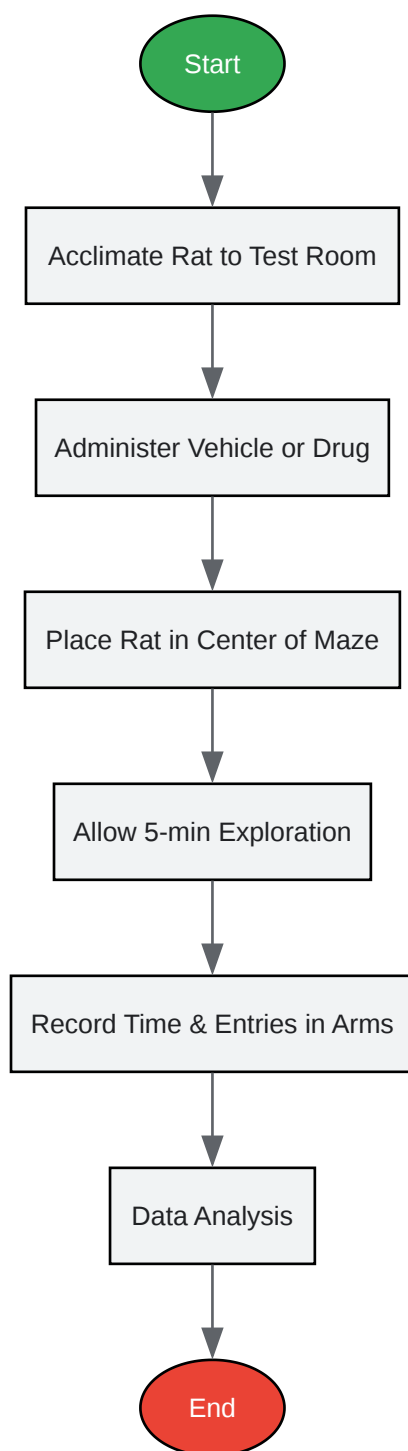 Start
Acclimate Rat to Test Room
Administer Vehicle or Drug
Place Rat in Center of Maze
Allow 5-min Exploration
Record Time & Entries in Arms
Data Analysis
End